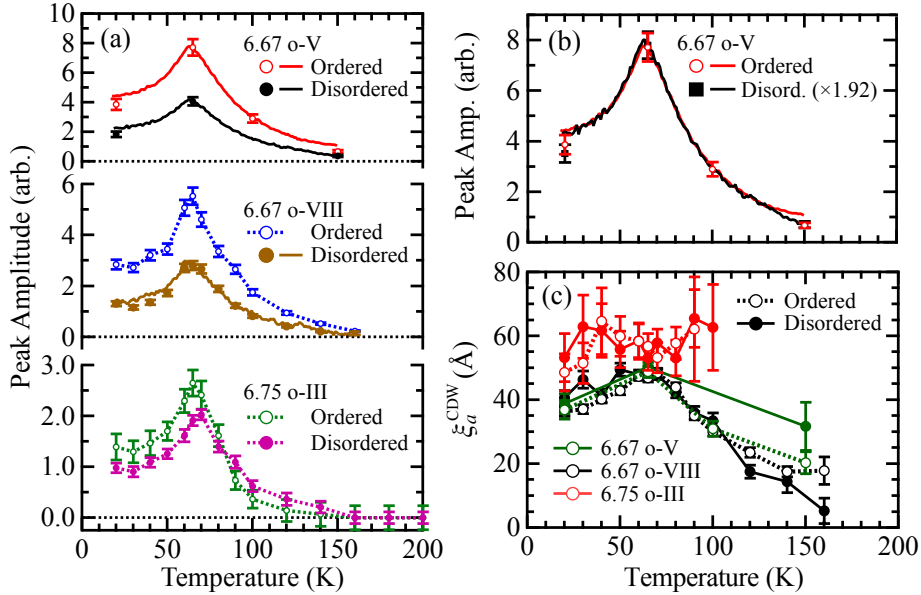 (a)
6.67 o-V
Ordered
Disordered
8
6
4
2
0
6.67 o-VIII
Ordered
Disordered
6
4
2
0
6.75 o-III
Ordered
Disordered
3.0
2.0
1.0
0.0
Peak Amplitude (arb.)
0 50 100 150 200
Temperature (K)
(b)
6.67 o-V
Ordered
Disord. (×1.92)
8
6
4
2
0
Peak Amp. (arb.)
(c)
Ordered
Disordered
80
60
40
20
0
ξₐᶜᴰᵂ (Å)
6.67 o-V
6.67 o-VIII
6.75 o-III
0 50 100 150 200
Temperature (K)